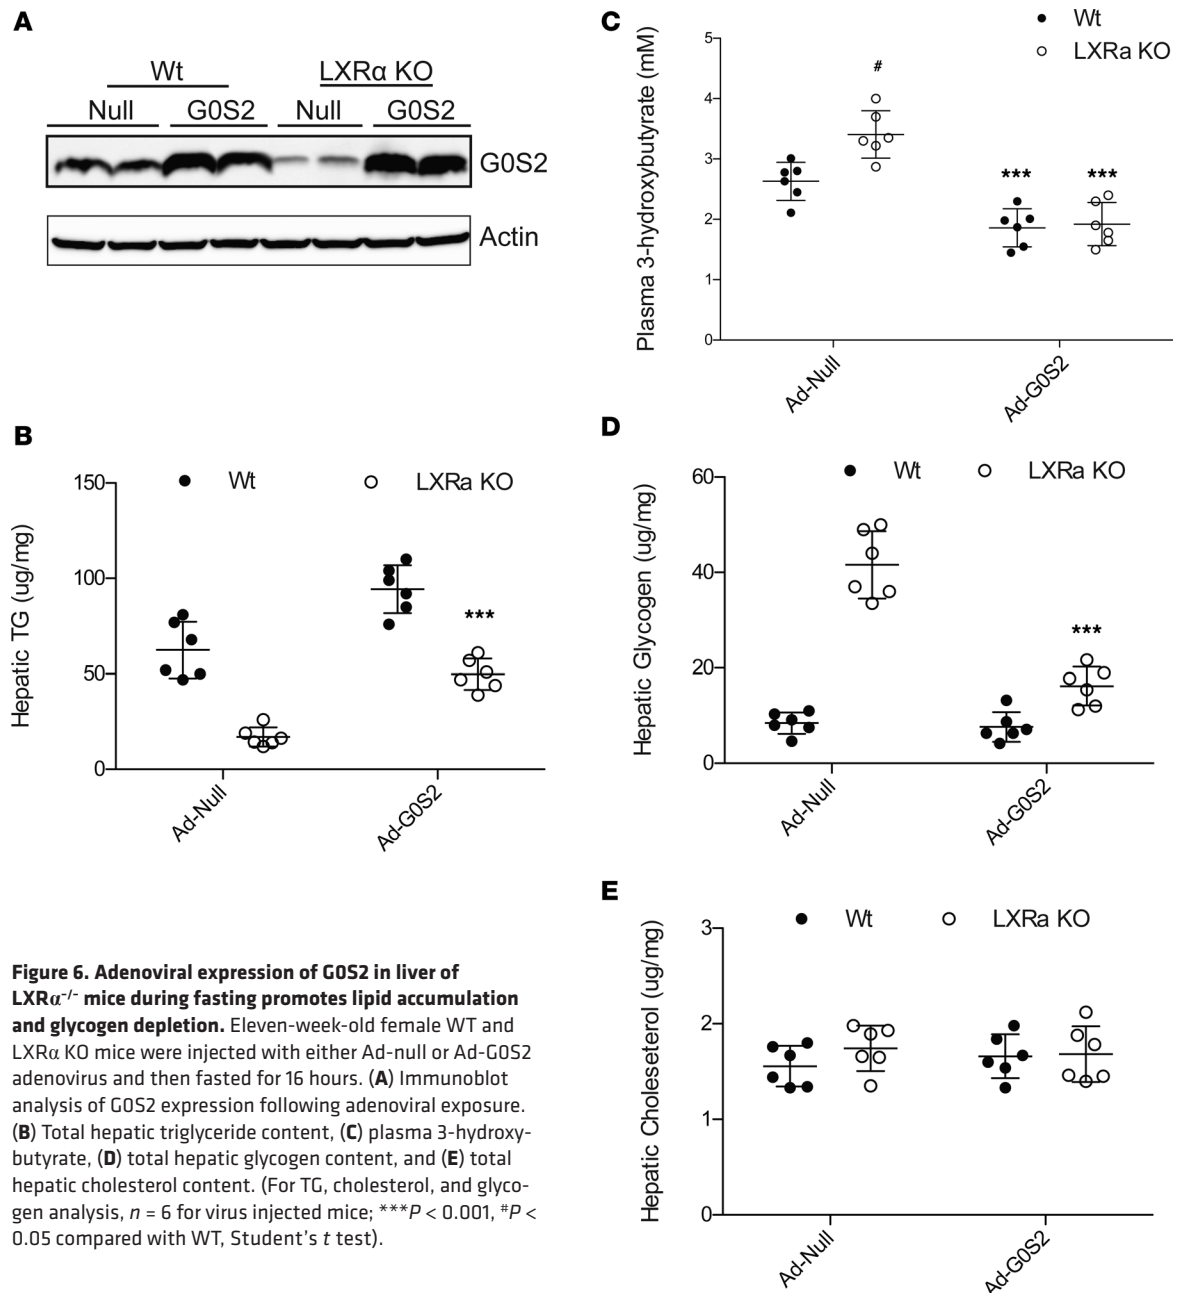 A
Wt LXRα KO
Null G0S2 Null G0S2
G0S2
Actin
B
Wt LXRa KO
Hepatic TG (ug/mg)
150
100
50
0
***
Ad-Null
Ad-G0S2
C
Wt
LXRa KO
Plasma 3-hydroxybutyrate (mM)
5
4
3
2
1
0
#
*** ***
Ad-Null
Ad-G0S2
D
Wt LXRa KO
Hepatic Glycogen (ug/mg)
60
40
20
0
***
Ad-Null
Ad-G0S2
E
Wt LXRa KO
Hepatic Choleseterol (ug/mg)
3
2
1
0
Ad-Null
Ad-G0S2
Figure 6. Adenoviral expression of G0S2 in liver of
LXRα-/- mice during fasting promotes lipid accumulation
and glycogen depletion. Eleven-week-old female WT and
LXRα KO mice were injected with either Ad-null or Ad-G0S2
adenovirus and then fasted for 16 hours. (A) Immunoblot
analysis of G0S2 expression following adenoviral exposure.
(B) Total hepatic triglyceride content, (C) plasma 3-hydroxy-
butyrate, (D) total hepatic glycogen content, and (E) total
hepatic cholesterol content. (For TG, cholesterol, and glyco-
gen analysis, n = 6 for virus injected mice; ***P < 0.001, #P <
0.05 compared with WT, Student's t test).